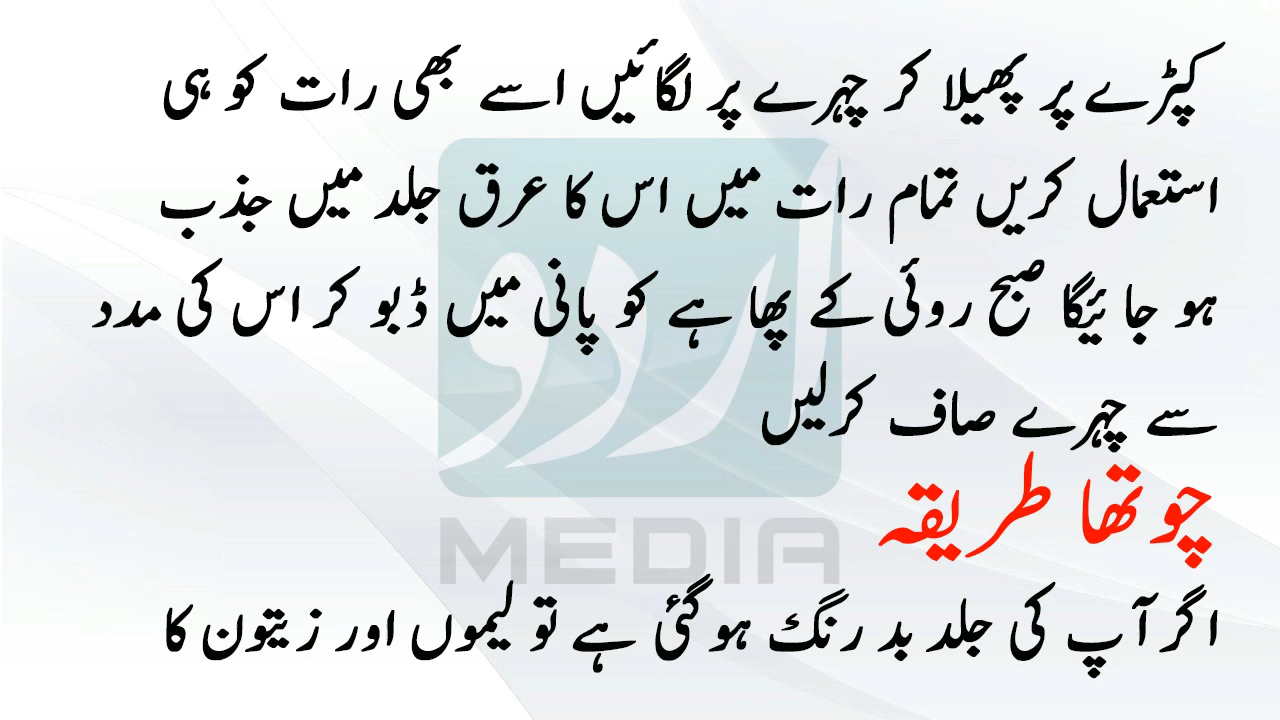 کپڑے پر پھیلا کر چہرے پر لگائیں اسے بھی رات کو ہی
استعمال کریں تمام رات میں اس کا عرق جلد میں جذب
ہو جائیگا صبح روئی کے پھاہے کو پانی میں ڈبو کر اس کی مدد
سے چہرے صاف کرلیں
چوتھا طریقہ
اگر آپ کی جلد بد رنگ ہوگئی ہے تو لیموں اور زیتون کا
اردو
MEDIA